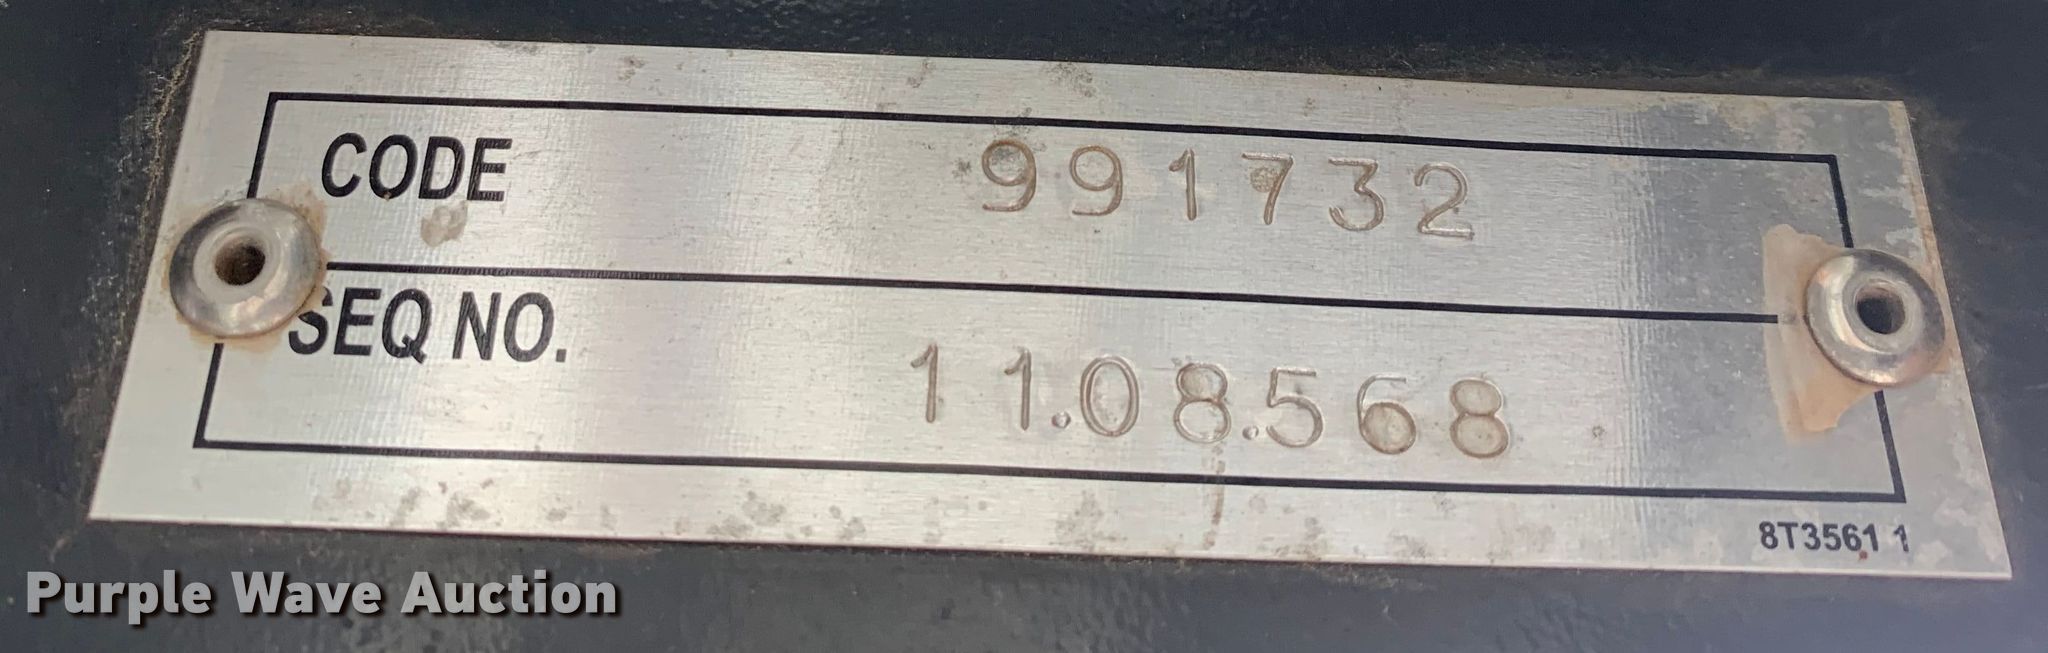 CODE 991732
SEQ NO. 11.08.568
8T3561 1
Purple Wave Auction